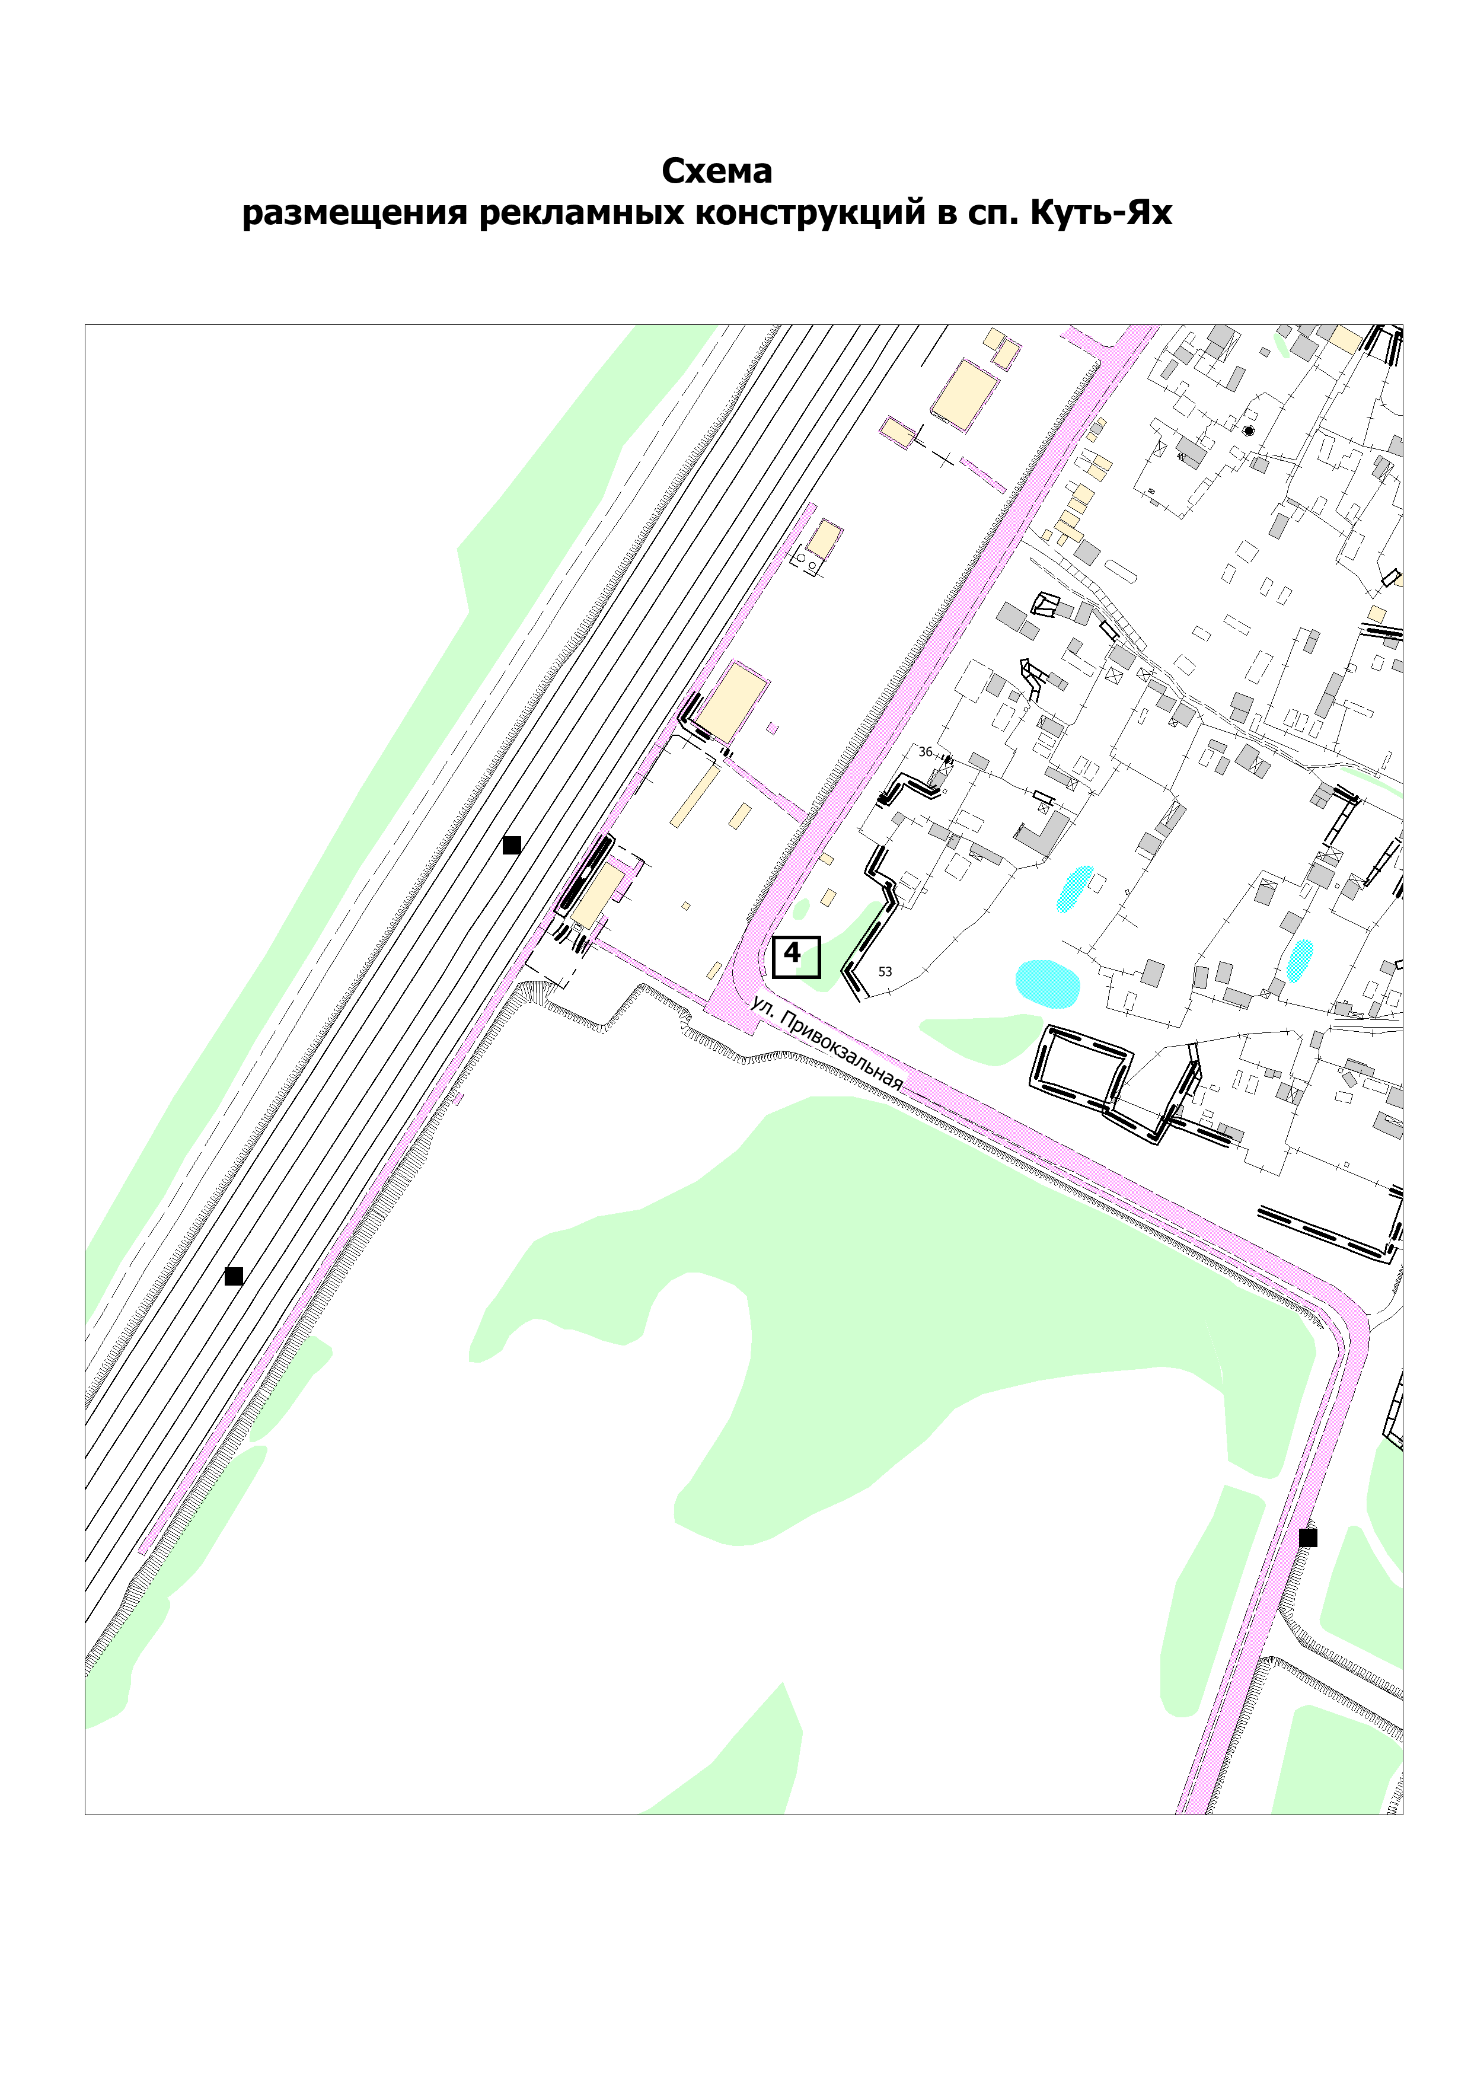 Схема
размещения рекламных конструкций в сп. Куть-Ях
36
4
53
ул. Привокзальная